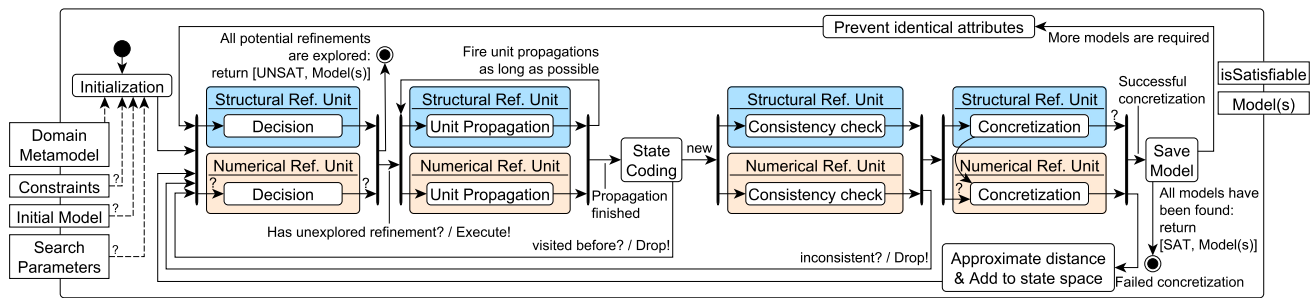 Prevent identical attributes
More models are required
All potential refinements
are explored:
return [UNSAT, Model(s)]
Fire unit propagations
as long as possible
Initialization
Domain
Metamodel
Constraints
Initial Model
Search
Parameters
?
?
?
Structural Ref. Unit
Decision
Numerical Ref. Unit
?
Decision
?
Structural Ref. Unit
Unit Propagation
Numerical Ref. Unit
Unit Propagation
State
Coding
new
Propagation
finished
Structural Ref. Unit
Consistency check
Numerical Ref. Unit
Consistency check
Structural Ref. Unit
Concretization
?
Numerical Ref. Unit
?
Concretization
Successful
concretization
Save
Model
isSatisfiable
Model(s)
All models have
been found:
return
[SAT, Model(s)]
Has unexplored refinement? / Execute!
visited before? / Drop!
inconsistent? / Drop!
Approximate distance
& Add to state space
Failed concretization